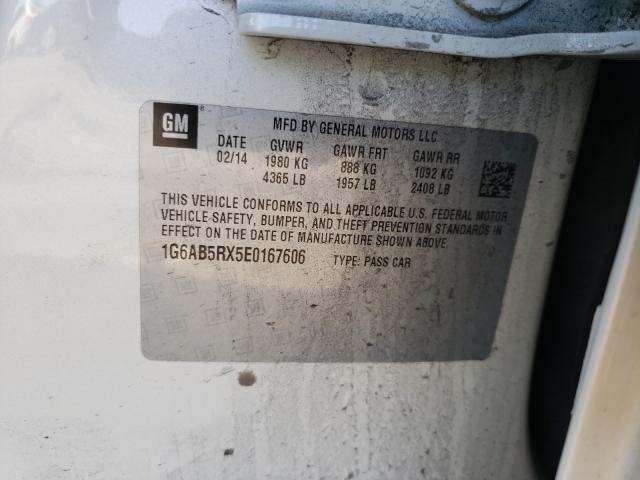 GM MFD BY GENERAL MOTORS LLC
DATE GVWR GAWR FRT GAWR RR
02/14 1980 KG 888 KG 1092 KG
4365 LB 1957 LB 2408 LB
THIS VEHICLE CONFORMS TO ALL APPLICABLE U.S. FEDERAL MOTOR
VEHICLE SAFETY, BUMPER, AND THEFT PREVENTION STANDARDS IN
EFFECT ON THE DATE OF MANUFACTURE SHOWN ABOVE.
1G6AB5RX5E0167606 TYPE: PASS CAR